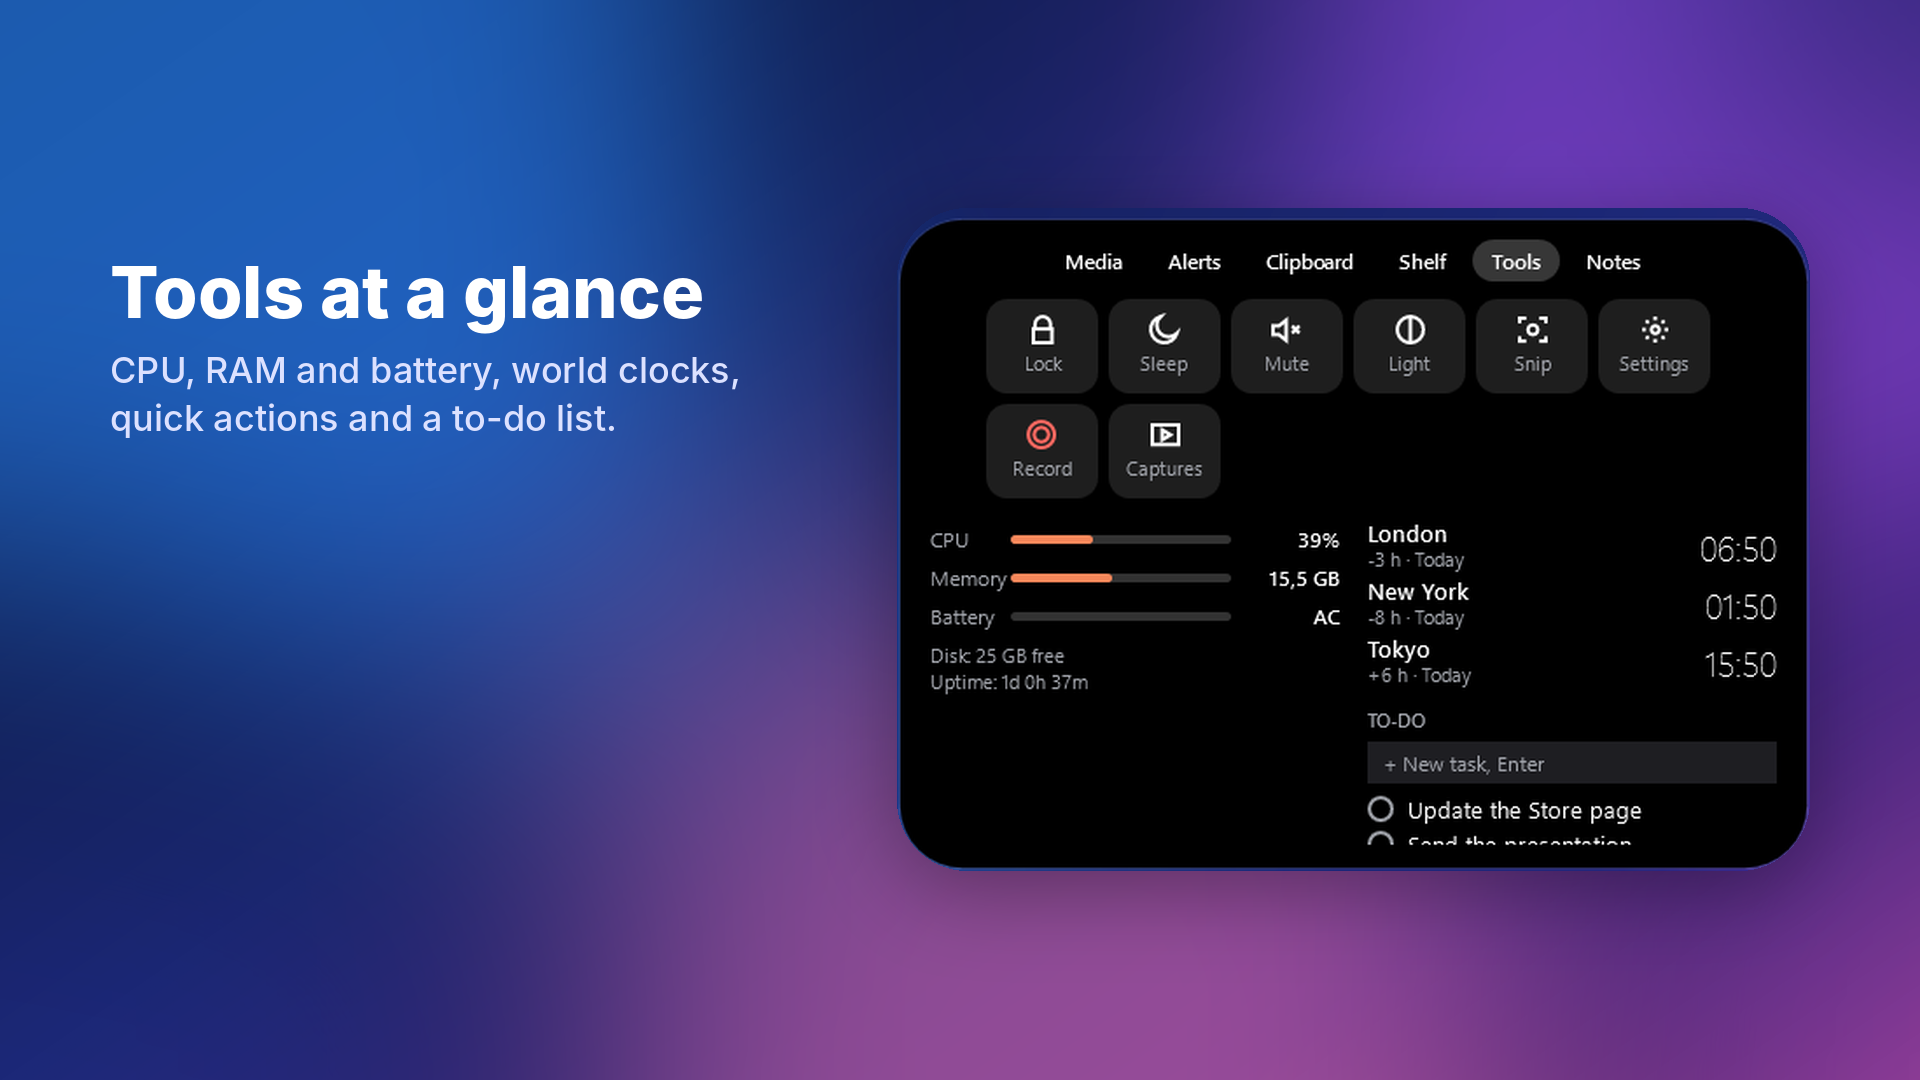 Tools at a glance
CPU, RAM and battery, world clocks,
quick actions and a to-do list.
Media Alerts Clipboard Shelf Tools Notes
Lock Sleep Mute Light Snip Settings
Record Captures
CPU 39%
Memory 15,5 GB
Battery AC
Disk: 25 GB free
Uptime: 1d 0h 37m
London 06:50
-3 h · Today
New York 01:50
-8 h · Today
Tokyo 15:50
+6 h · Today
TO-DO
+ New task, Enter
Update the Store page
Send the presentation